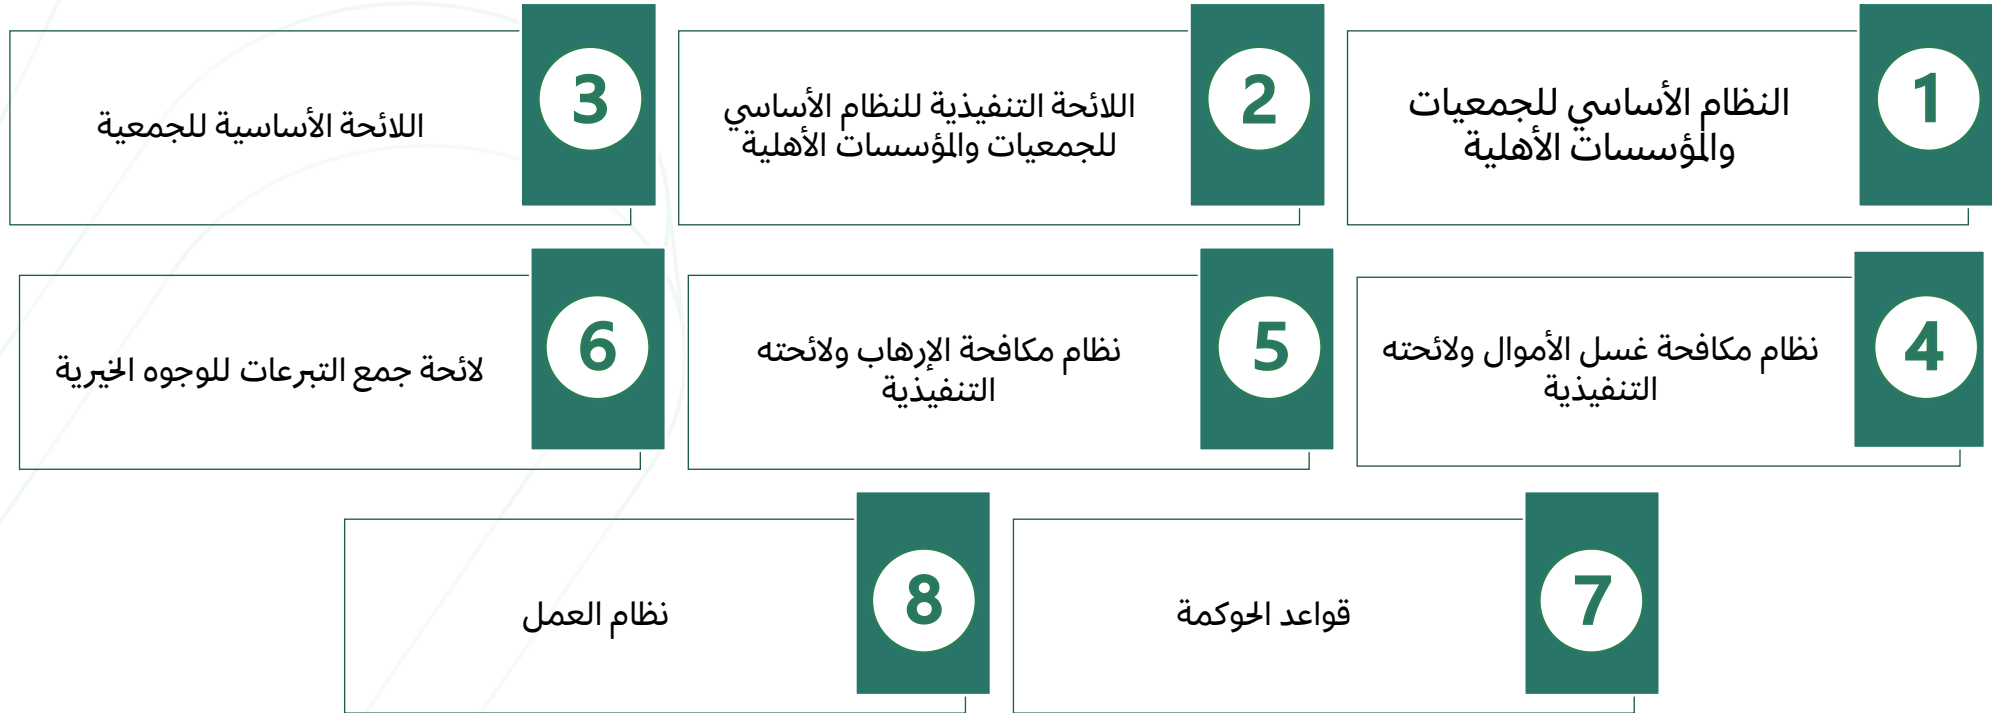 1
النظام الأساسي للجمعيات
والمؤسسات الأهلية
2
اللائحة التنفيذية للنظام الأساسي
للجمعيات والمؤسسات الأهلية
3
اللائحة الأساسية للجمعية
4
نظام مكافحة غسل الأموال ولائحته
التنفيذية
5
نظام مكافحة الإرهاب ولائحته
التنفيذية
6
لائحة جمع التبرعات للوجوه الخيرية
7
قواعد الحوكمة
8
نظام العمل